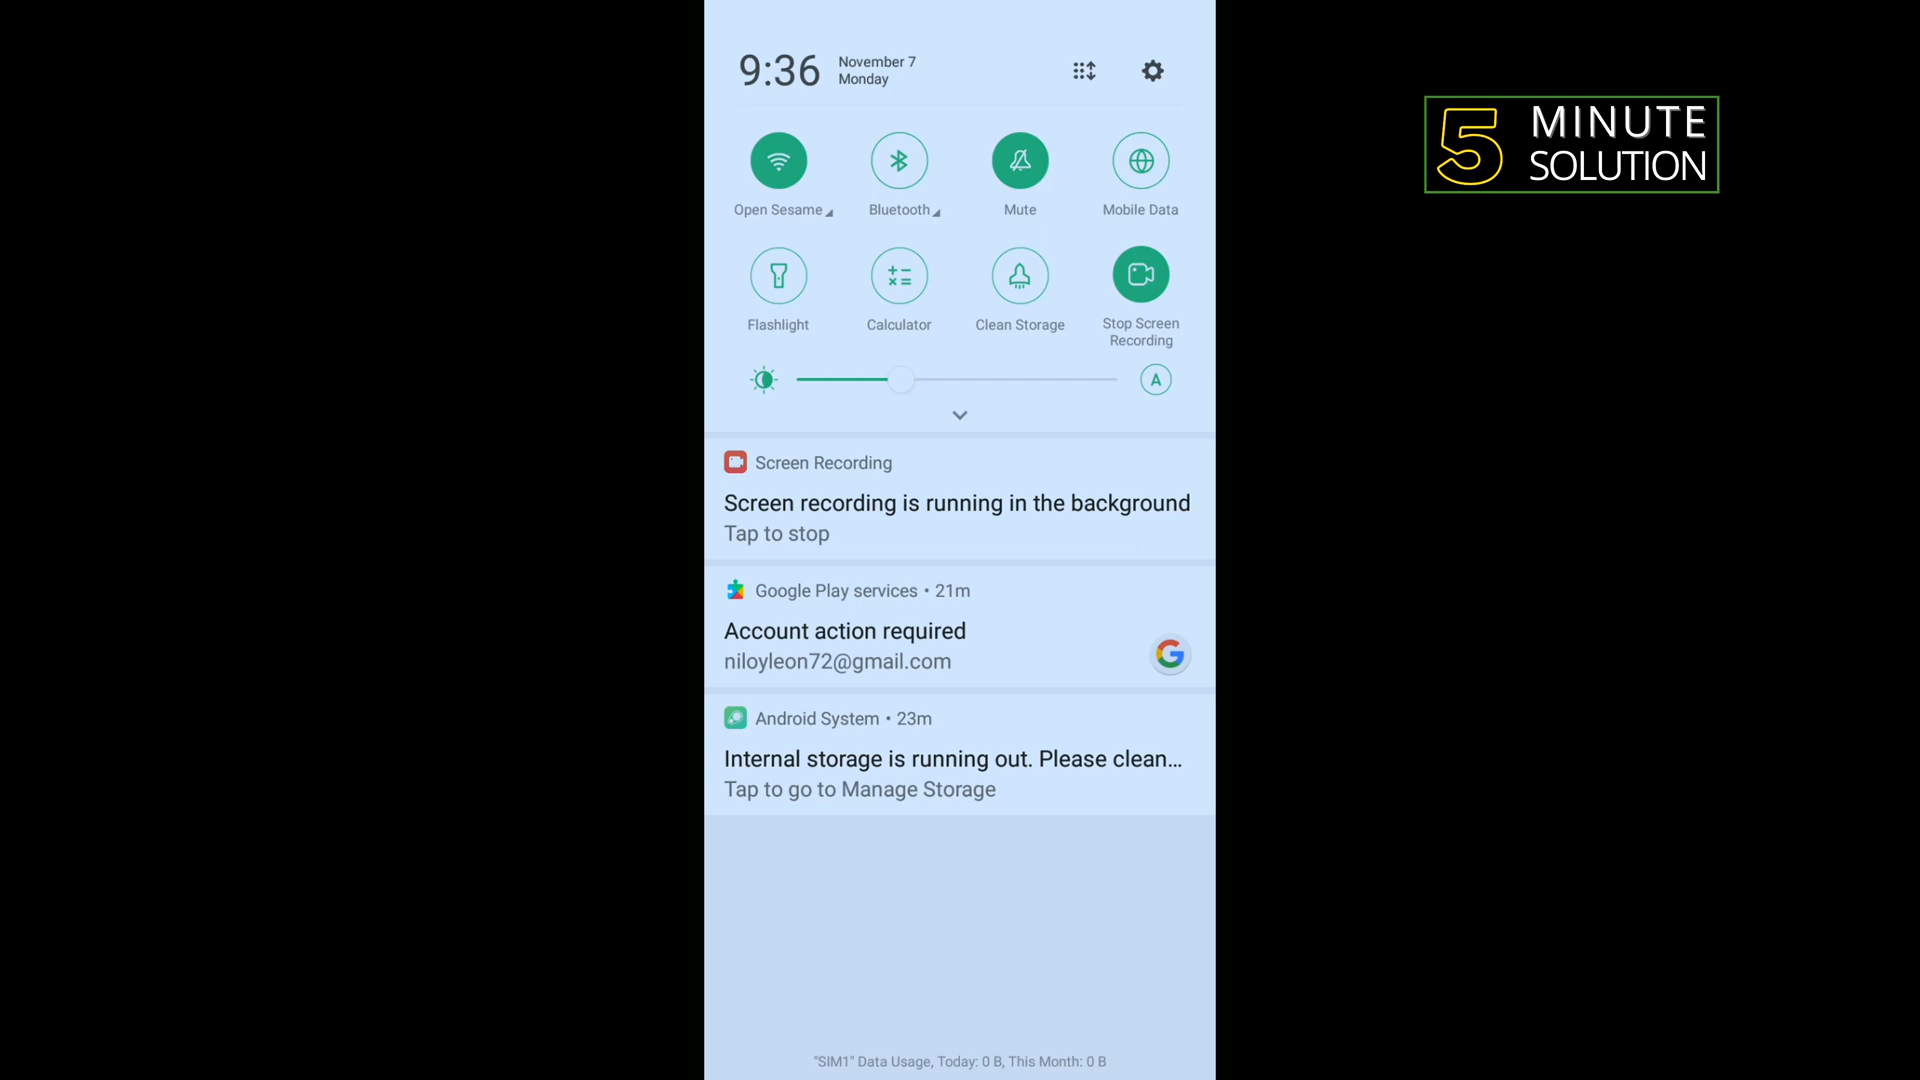 9:36
November 7
Monday
5 MINUTE
SOLUTION
Open Sesame
Bluetooth
Mute
Mobile Data
Flashlight
Calculator
Clean Storage
Stop Screen
Recording
A
Screen Recording
Screen recording is running in the background
Tap to stop
Google Play services • 21m
Account action required
niloyleon72@gmail.com
G
Android System • 23m
Internal storage is running out. Please clean...
Tap to go to Manage Storage
"SIM1" Data Usage, Today: 0 B, This Month: 0 B